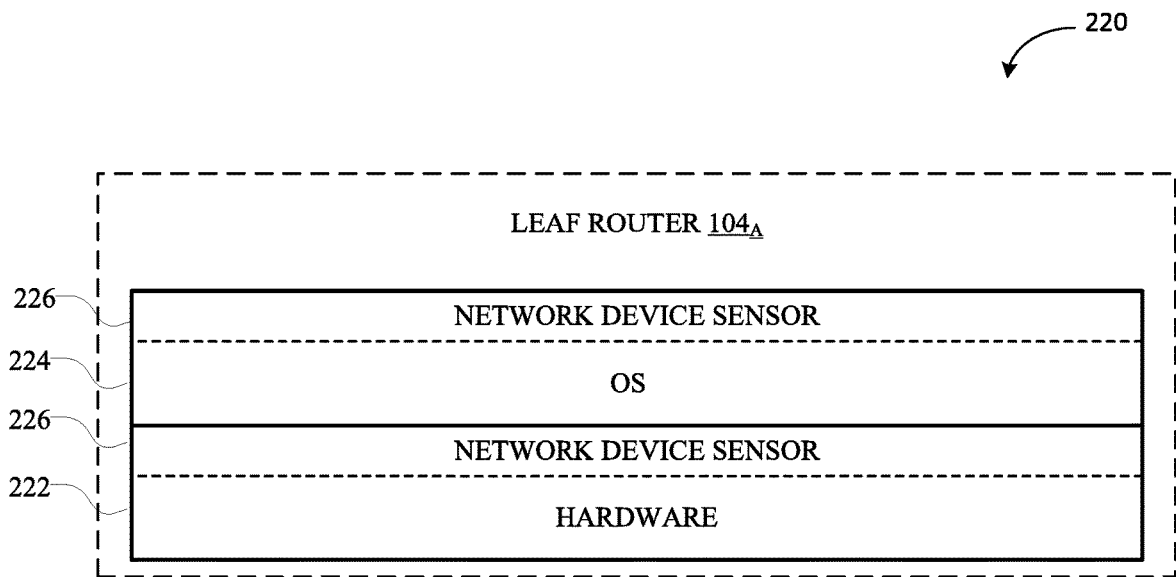 220
LEAF ROUTER 104A
226
NETWORK DEVICE SENSOR
224
OS
226
NETWORK DEVICE SENSOR
222
HARDWARE